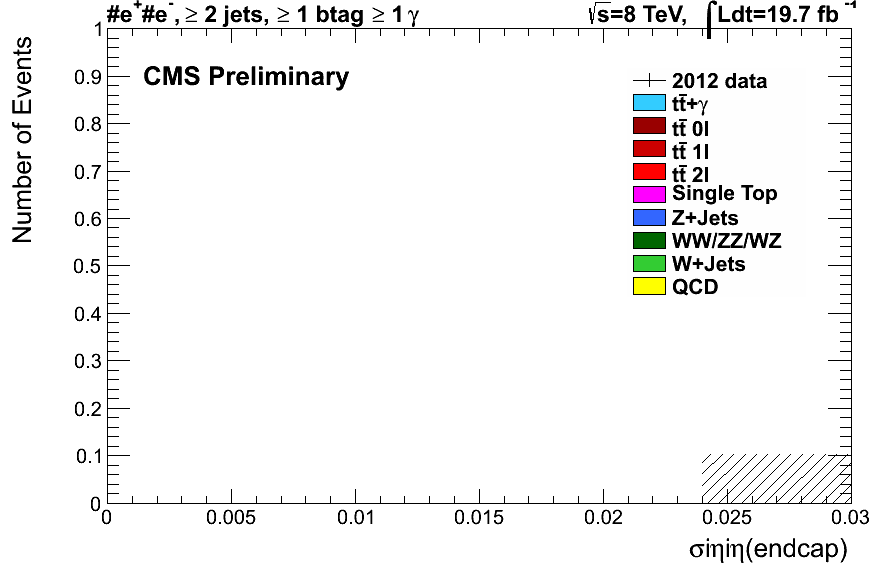 #e⁺#e⁻, ≥ 2 jets, ≥ 1 btag ≥ 1 γ
√s=8 TeV, ∫Ldt=19.7 fb⁻¹
CMS Preliminary
Number of Events
1
0.9
0.8
0.7
0.6
0.5
0.4
0.3
0.2
0.1
0
2012 data
tt̄+γ
tt̄ 0l
tt̄ 1l
tt̄ 2l
Single Top
Z+Jets
WW/ZZ/WZ
W+Jets
QCD
0 0.005 0.01 0.015 0.02 0.025 0.03
σiηiη(endcap)